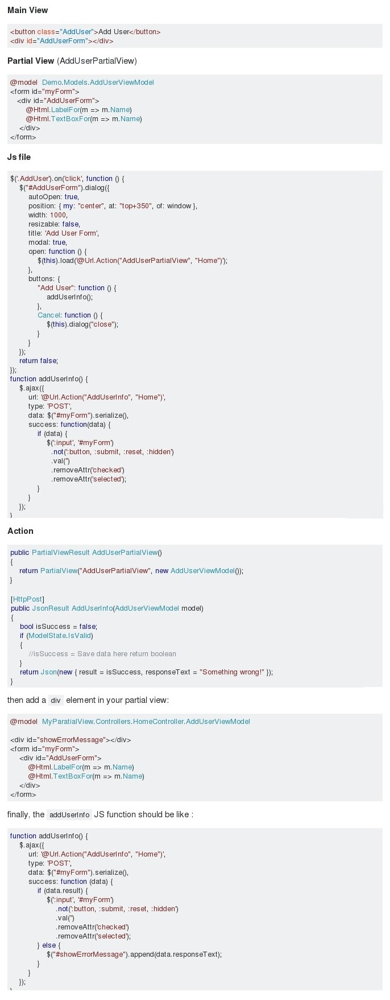 Main View
<button class="AddUser">Add User</button>
<div id="AddUserForm"></div>
Partial View (AddUserPartialView)
@model  Demo.Models.AddUserViewModel
<form id="myForm">
   <div id="AddUserForm">
       @Html.LabelFor(m => m.Name)
       @Html.TextBoxFor(m => m.Name)
    </div>
</form>
Js file
$('.AddUser').on('click', function () {
    $("#AddUserForm").dialog({
        autoOpen: true,
        position: { my: "center", at: "top+350", of: window },
        width: 1000,
        resizable: false,
        title: 'Add User Form',
        modal: true,
        open: function () {
            $(this).load('@Url.Action("AddUserPartialView", "Home")');
        },
        buttons: {
            "Add User": function () {
                addUserInfo();
            },
            Cancel: function () {
                $(this).dialog("close");
            }
        }
    });
    return false;
});
function addUserInfo() {
    $.ajax({
        url: '@Url.Action("AddUserInfo", "Home")',
        type: 'POST',
        data: $("#myForm").serialize(),
        success: function(data) {
            if (data) {
                $(':input', '#myForm')
                  .not(':button, :submit, :reset, :hidden')
                  .val('')
                  .removeAttr('checked')
                  .removeAttr('selected');
            }
        }
    });
}
Action
public PartialViewResult AddUserPartialView()
{
    return PartialView("AddUserPartialView", new AddUserViewModel());
}
[HttpPost]
public JsonResult AddUserInfo(AddUserViewModel model)
{
    bool isSuccess = false;
    if (ModelState.IsValid)
    {
        //isSuccess = Save data here return boolean
    }
    return Json(new { result = isSuccess, responseText = "Something wrong!" });
}
then add a div element in your partial view:
@model  MyParatialView.Controllers.HomeController.AddUserViewModel
<div id="showErrorMessage"></div>
<form id="myForm">
    <div id="AddUserForm">
        @Html.LabelFor(m => m.Name)
        @Html.TextBoxFor(m => m.Name)
    </div>
</form>
finally, the addUserInfo JS function should be like :
function addUserInfo() {
    $.ajax({
        url: '@Url.Action("AddUserInfo", "Home")',
        type: 'POST',
        data: $("#myForm").serialize(),
        success: function (data) {
            if (data.result) {
                $(':input', '#myForm')
                    .not(':button, :submit, :reset, :hidden')
                    .val('')
                    .removeAttr('checked')
                    .removeAttr('selected');
            } else {
                $("#showErrorMessage").append(data.responseText);
            }
        }
    });
}